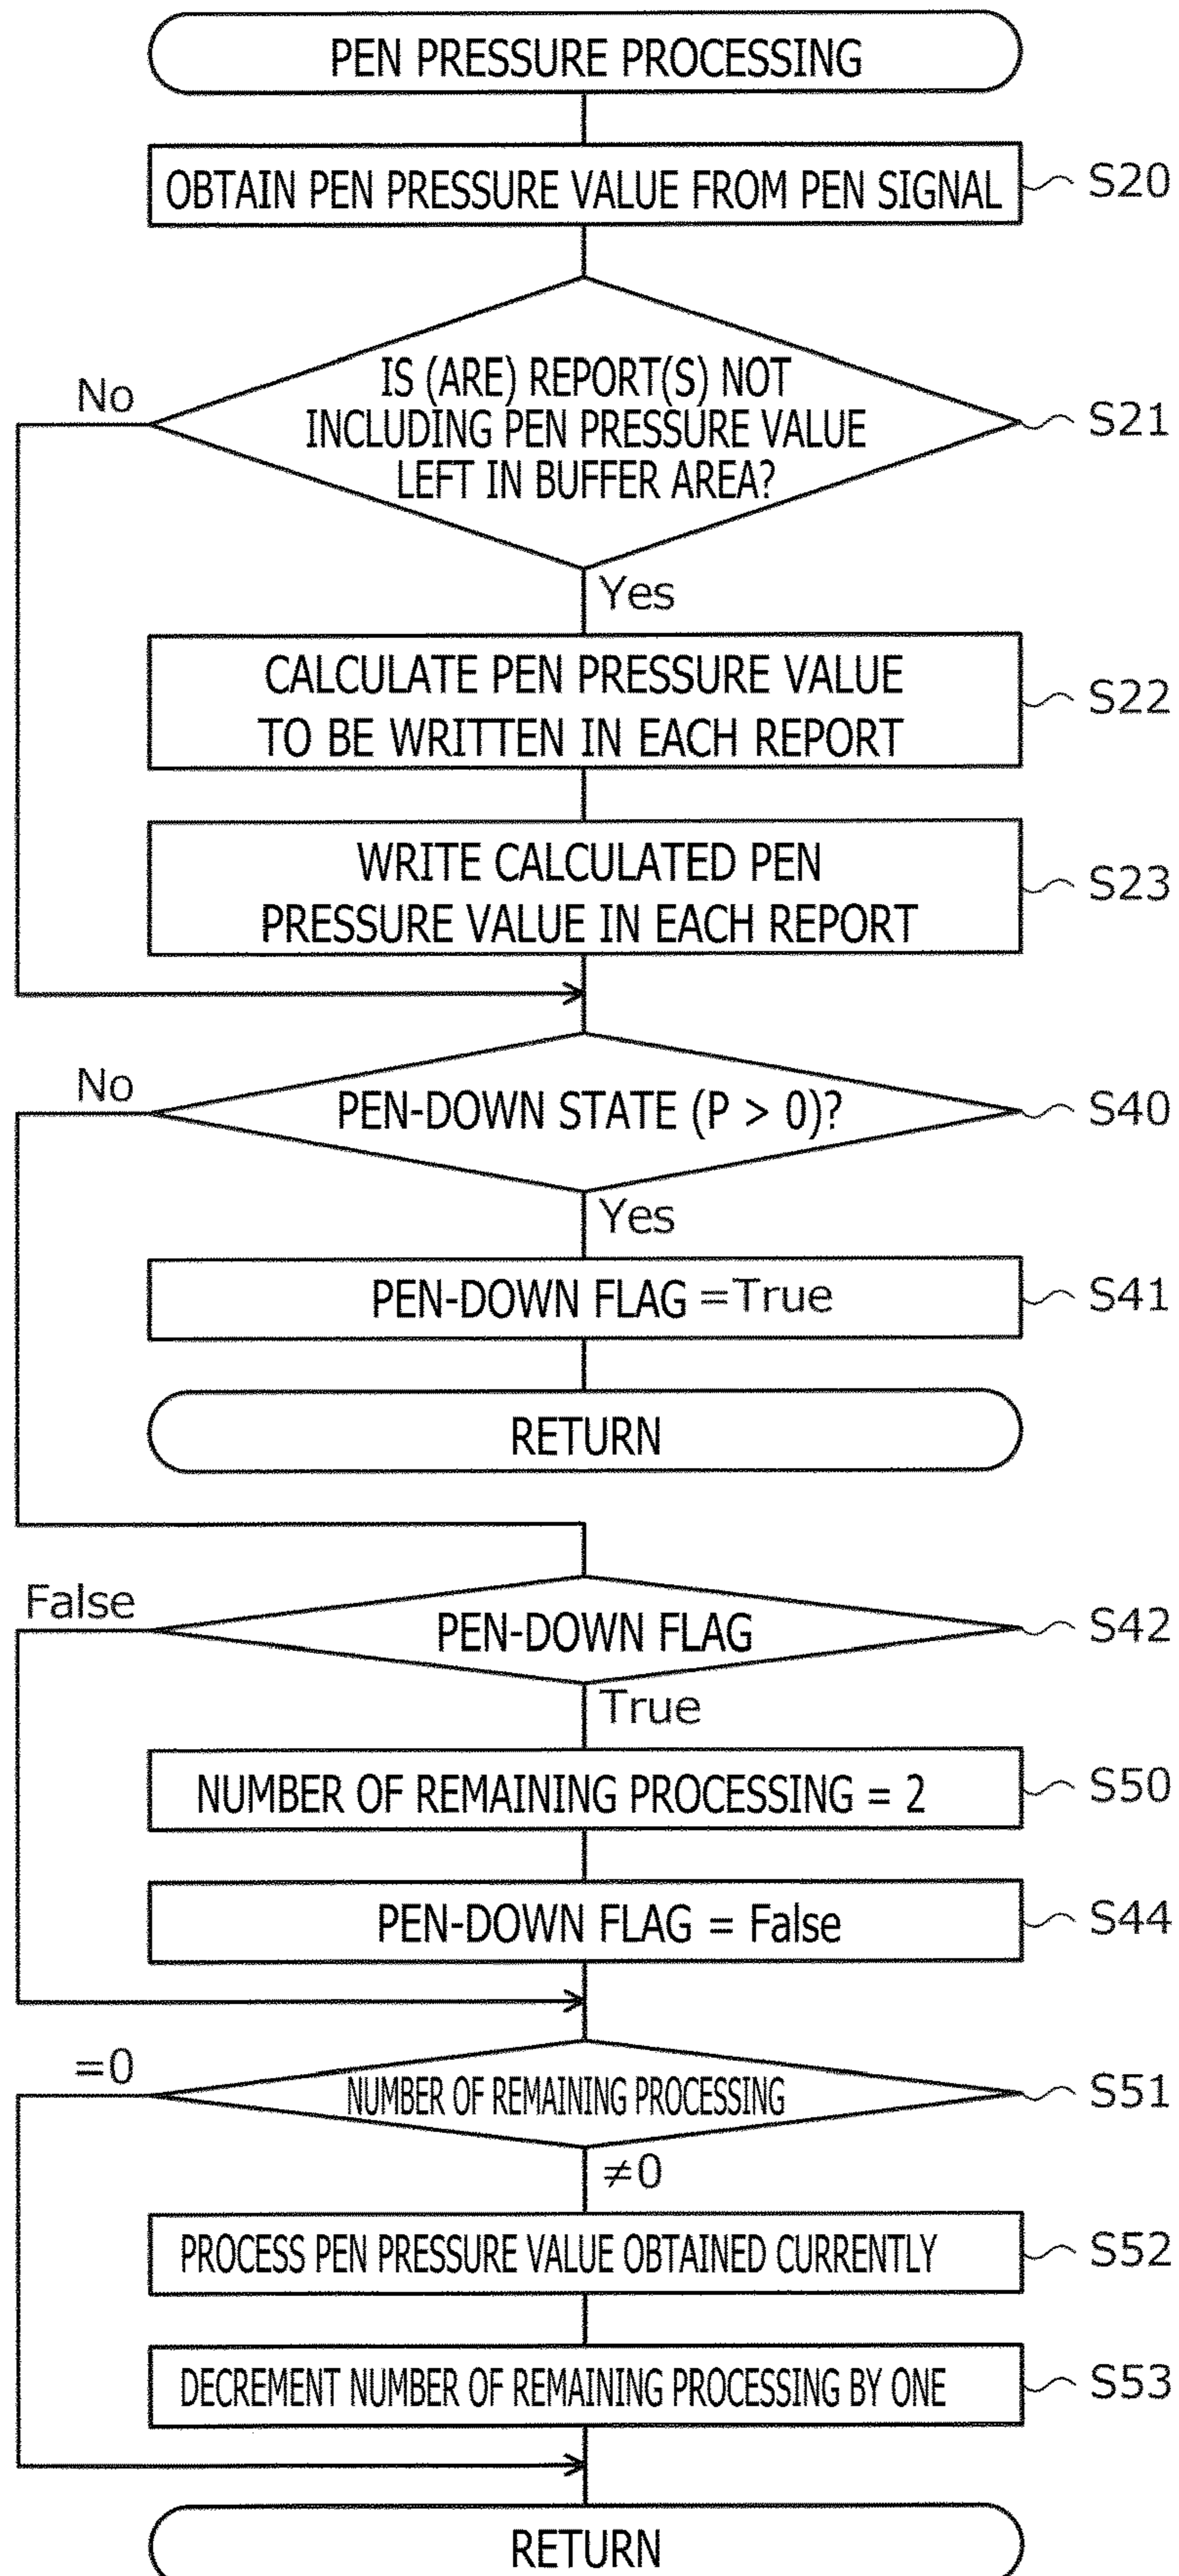 PEN PRESSURE PROCESSING
OBTAIN PEN PRESSURE VALUE FROM PEN SIGNAL
S20
IS (ARE) REPORT(S) NOT
INCLUDING PEN PRESSURE VALUE
LEFT IN BUFFER AREA?
No
S21
Yes
CALCULATE PEN PRESSURE VALUE
TO BE WRITTEN IN EACH REPORT
S22
WRITE CALCULATED PEN
PRESSURE VALUE IN EACH REPORT
S23
No
PEN-DOWN STATE (P > 0)?
S40
Yes
PEN-DOWN FLAG =True
S41
RETURN
False
PEN-DOWN FLAG
S42
True
NUMBER OF REMAINING PROCESSING = 2
S50
PEN-DOWN FLAG = False
S44
=0
NUMBER OF REMAINING PROCESSING
S51
≠0
PROCESS PEN PRESSURE VALUE OBTAINED CURRENTLY
S52
DECREMENT NUMBER OF REMAINING PROCESSING BY ONE
S53
RETURN